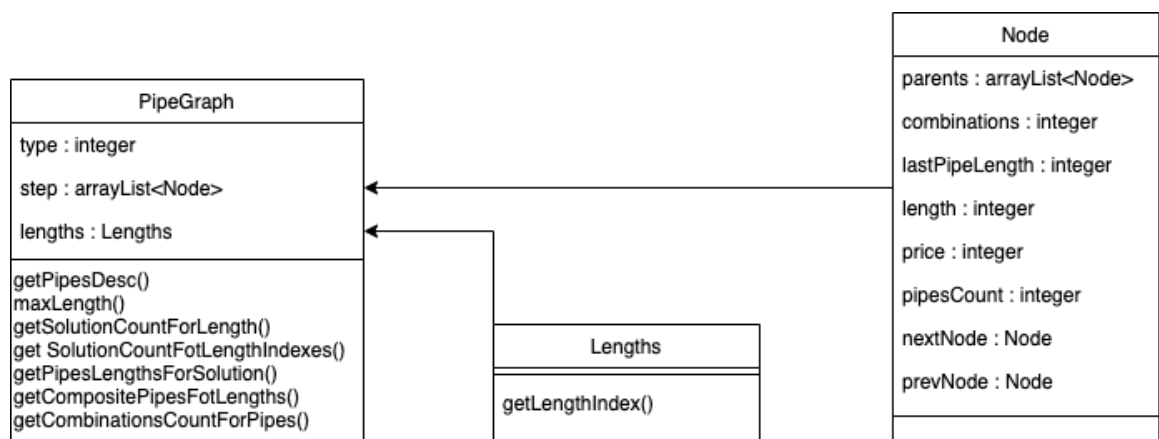 PipeGraph
type : integer
step : arrayList<Node>
lengths : Lengths
getPipesDesc()
maxLength()
getSolutionCountForLength()
get SolutionCountFotLengthIndexes()
getPipesLengthsForSolution()
getCompositePipesFotLengths()
getCombinationsCountForPipes()
Lengths
getLengthIndex()
Node
parents : arrayList<Node>
combinations : integer
lastPipeLength : integer
length : integer
price : integer
pipesCount : integer
nextNode : Node
prevNode : Node